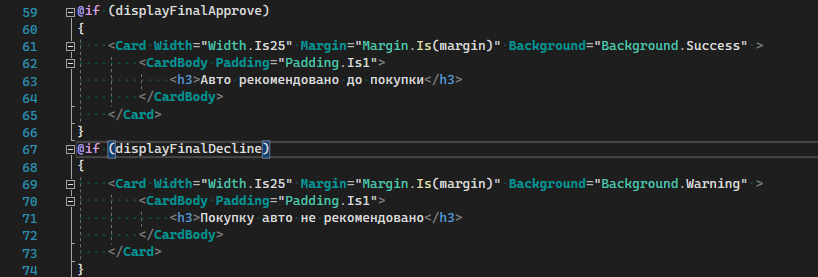 59 @if (displayFinalApprove)
60 {
61 <Card Width="Width.Is25" Margin="Margin.Is(margin)" Background="Background.Success" >
62 <CardBody Padding="Padding.Is1">
63 <h3>Авто рекомендовано до покупки</h3>
64 </CardBody>
65 </Card>
66 }
67 @if (displayFinalDecline)
68 {
69 <Card Width="Width.Is25" Margin="Margin.Is(margin)" Background="Background.Warning" >
70 <CardBody Padding="Padding.Is1">
71 <h3>Покупку авто не рекомендовано</h3>
72 </CardBody>
73 </Card>
74 }